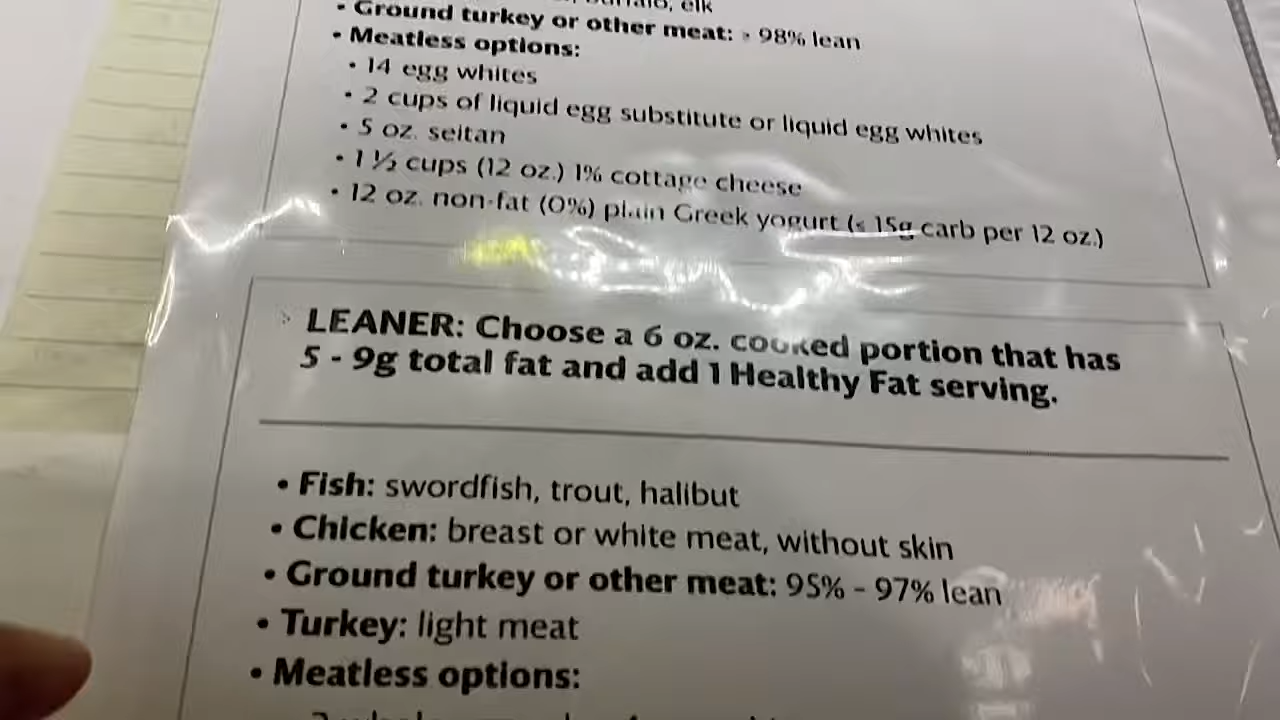 elk
• Ground turkey or other meat: ≥ 98% lean
• Meatless options:
• 14 egg whites
• 2 cups of liquid egg substitute or liquid egg whites
• 5 oz. seitan
• 1 ½ cups (12 oz.) 1% cottage cheese
• 12 oz. non-fat (0%) plain Greek yogurt (≤ 15g carb per 12 oz.)
LEANER: Choose a 6 oz. cooked portion that has
5 - 9g total fat and add 1 Healthy Fat serving.
• Fish: swordfish, trout, halibut
• Chicken: breast or white meat, without skin
• Ground turkey or other meat: 95% - 97% lean
• Turkey: light meat
• Meatless options: